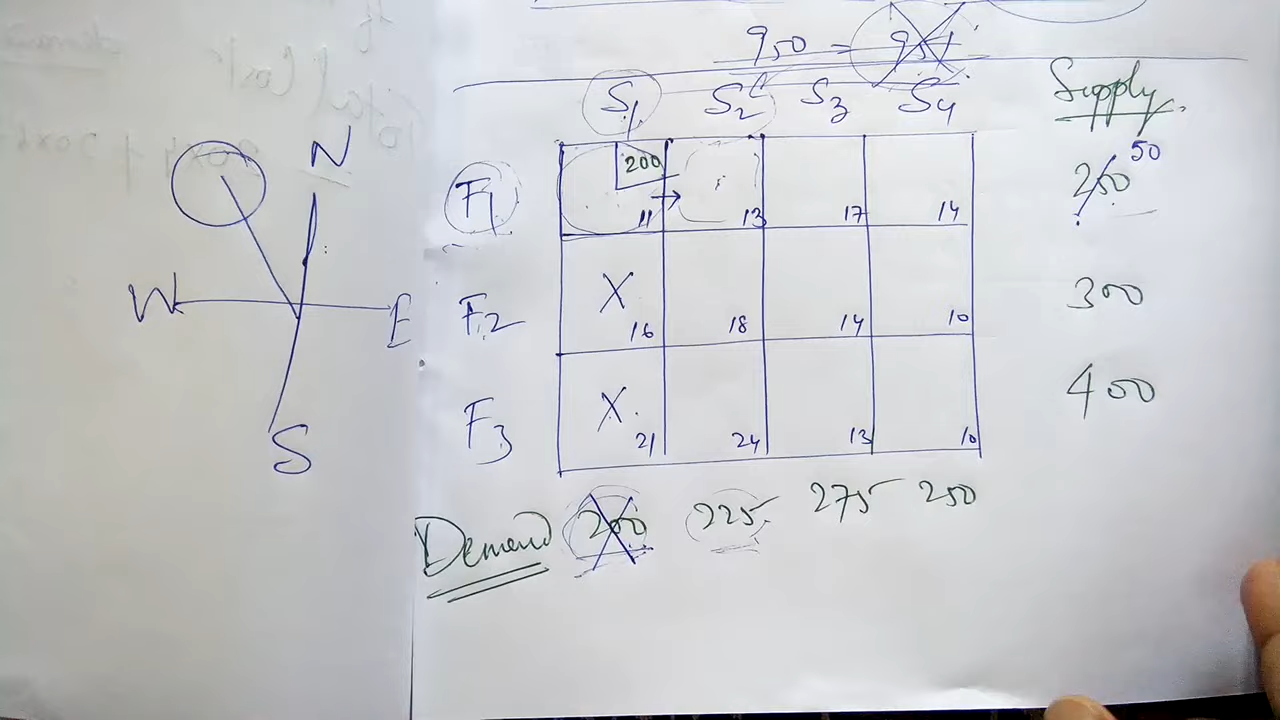 950 = 951
S1 S2 S3 S4 Supply
N
W E
S
200
F1 11 13 17 14 250 50
F2 X 16 18 14 10 300
F3 X 21 24 13 10 400
Demand 200 225 275 250